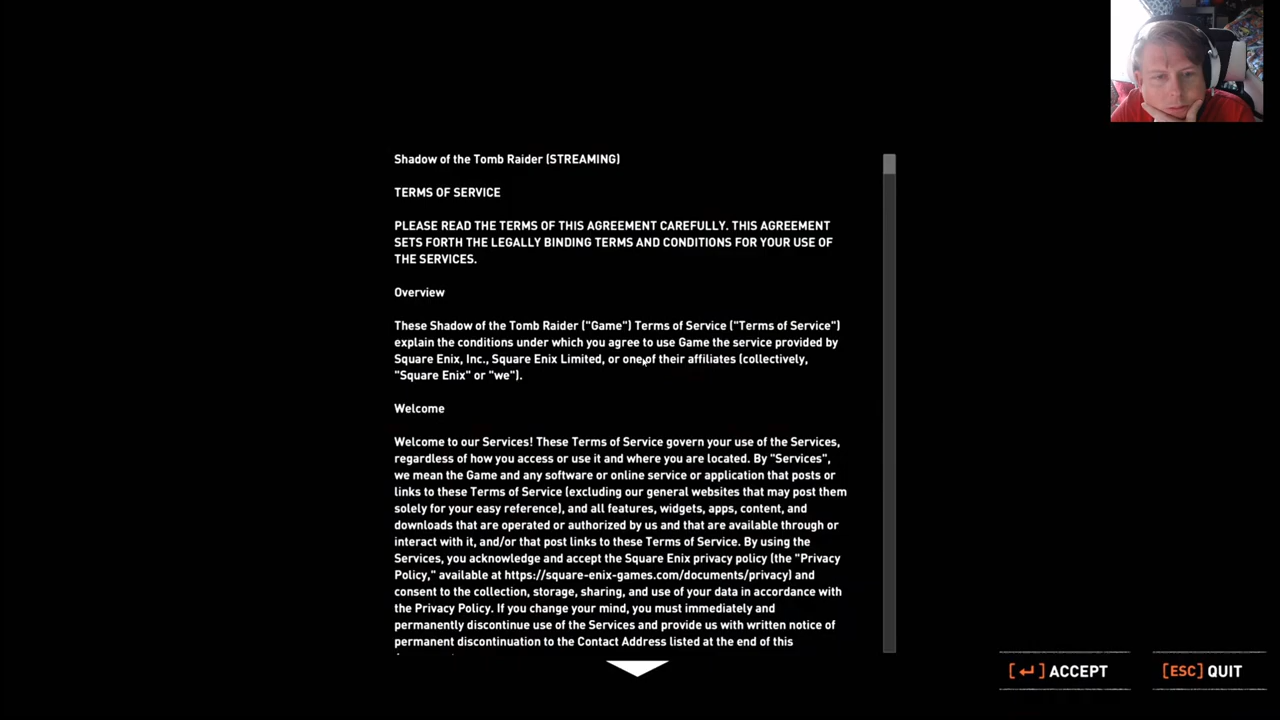 Shadow of the Tomb Raider (STREAMING)
TERMS OF SERVICE
PLEASE READ THE TERMS OF THIS AGREEMENT CAREFULLY. THIS AGREEMENT
SETS FORTH THE LEGALLY BINDING TERMS AND CONDITIONS FOR YOUR USE OF
THE SERVICES.
Overview
These Shadow of the Tomb Raider ("Game") Terms of Service ("Terms of Service")
explain the conditions under which you agree to use Game the service provided by
Square Enix, Inc., Square Enix Limited, or one of their affiliates (collectively,
"Square Enix" or "we").
Welcome
Welcome to our Services! These Terms of Service govern your use of the Services,
regardless of how you access or use it and where you are located. By "Services",
we mean the Game and any software or online service or application that posts or
links to these Terms of Service (excluding our general websites that may post them
solely for your easy reference), and all features, widgets, apps, content, and
downloads that are operated or authorized by us and that are available through or
interact with it, and/or that post links to these Terms of Service. By using the
Services, you acknowledge and accept the Square Enix privacy policy (the "Privacy
Policy," available at https://square-enix-games.com/documents/privacy) and
consent to the collection, storage, sharing, and use of your data in accordance with
the Privacy Policy. If you change your mind, you must immediately and
permanently discontinue use of the Services and provide us with written notice of
permanent discontinuation to the Contact Address listed at the end of this
[↵] ACCEPT
[ESC] QUIT